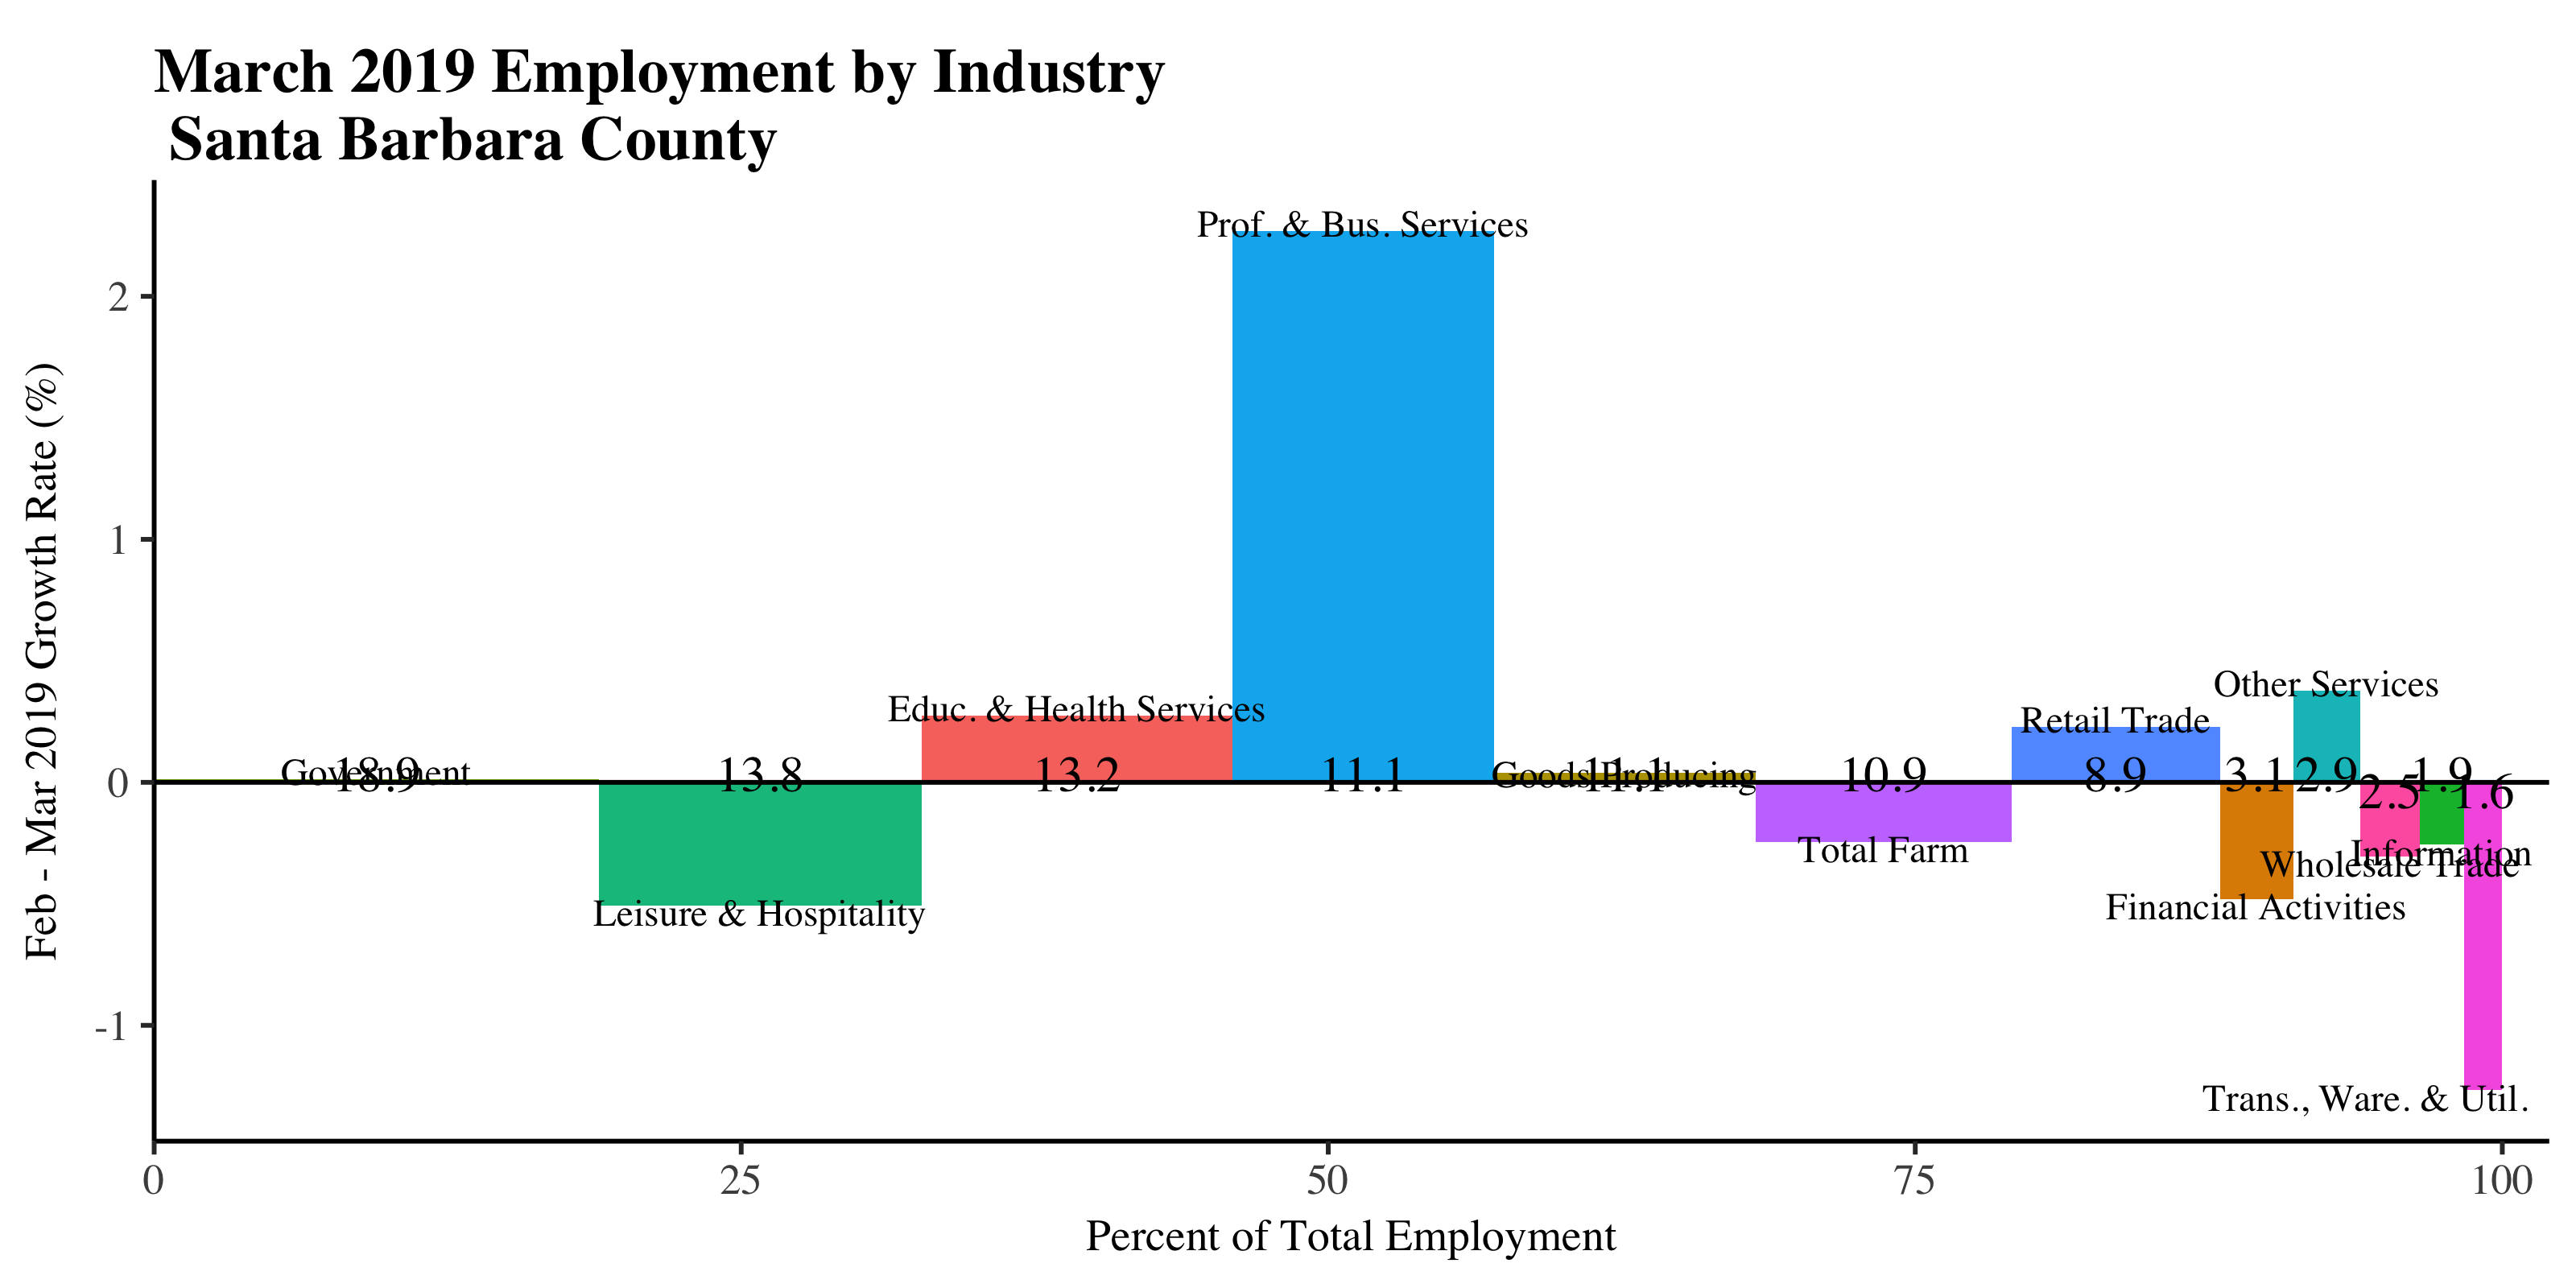 March 2019 Employment by Industry
Santa Barbara County
Feb - Mar 2019 Growth Rate (%)
2
1
0
-1
Prof. & Bus. Services
Educ. & Health Services
Other Services
Retail Trade
Government
18.9
13.8
13.2
11.1
Goods Producing
11.1
10.9
8.9
3.1
2.9
2.5
1.9
1.6
Total Farm
Information
Wholesale Trade
Leisure & Hospitality
Financial Activities
Trans., Ware. & Util.
0
25
50
75
100
Percent of Total Employment